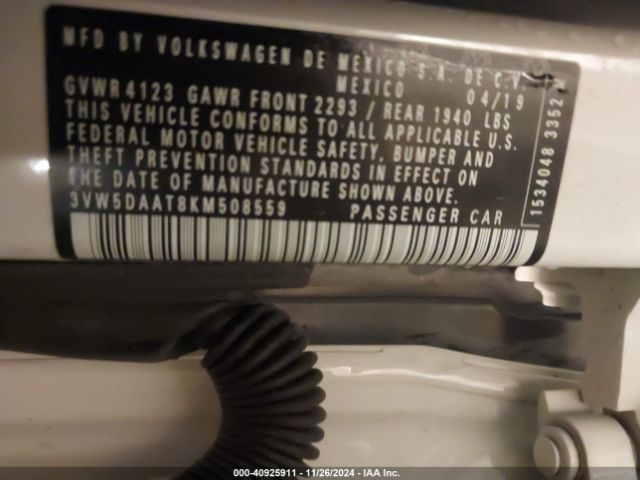 MFD BY VOLKSWAGEN DE MEXICO S.A. DE C.V.
MEXICO 04/19
GVWR 4123 GAWR FRONT 2293 / REAR 1940 LBS
THIS VEHICLE CONFORMS TO ALL APPLICABLE U.S.
FEDERAL MOTOR VEHICLE SAFETY, BUMPER AND
THEFT PREVENTION STANDARDS IN EFFECT ON
THE DATE OF MANUFACTURE SHOWN ABOVE.
3VW5DAAT8KM508559 PASSENGER CAR
1534048 3352
000-40925911 - 11/26/2024 - IAA Inc.